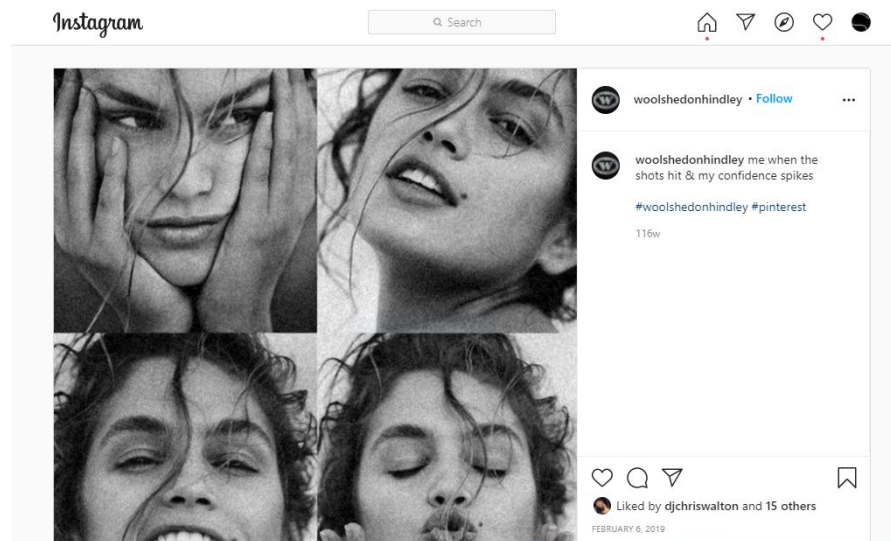 Instagram
Search
woolshedonhindley • Follow
woolshedonhindley me when the
shots hit & my confidence spikes
#woolshedonhindley #pinterest
116w
Liked by djchriswalton and 15 others
FEBRUARY 6, 2019